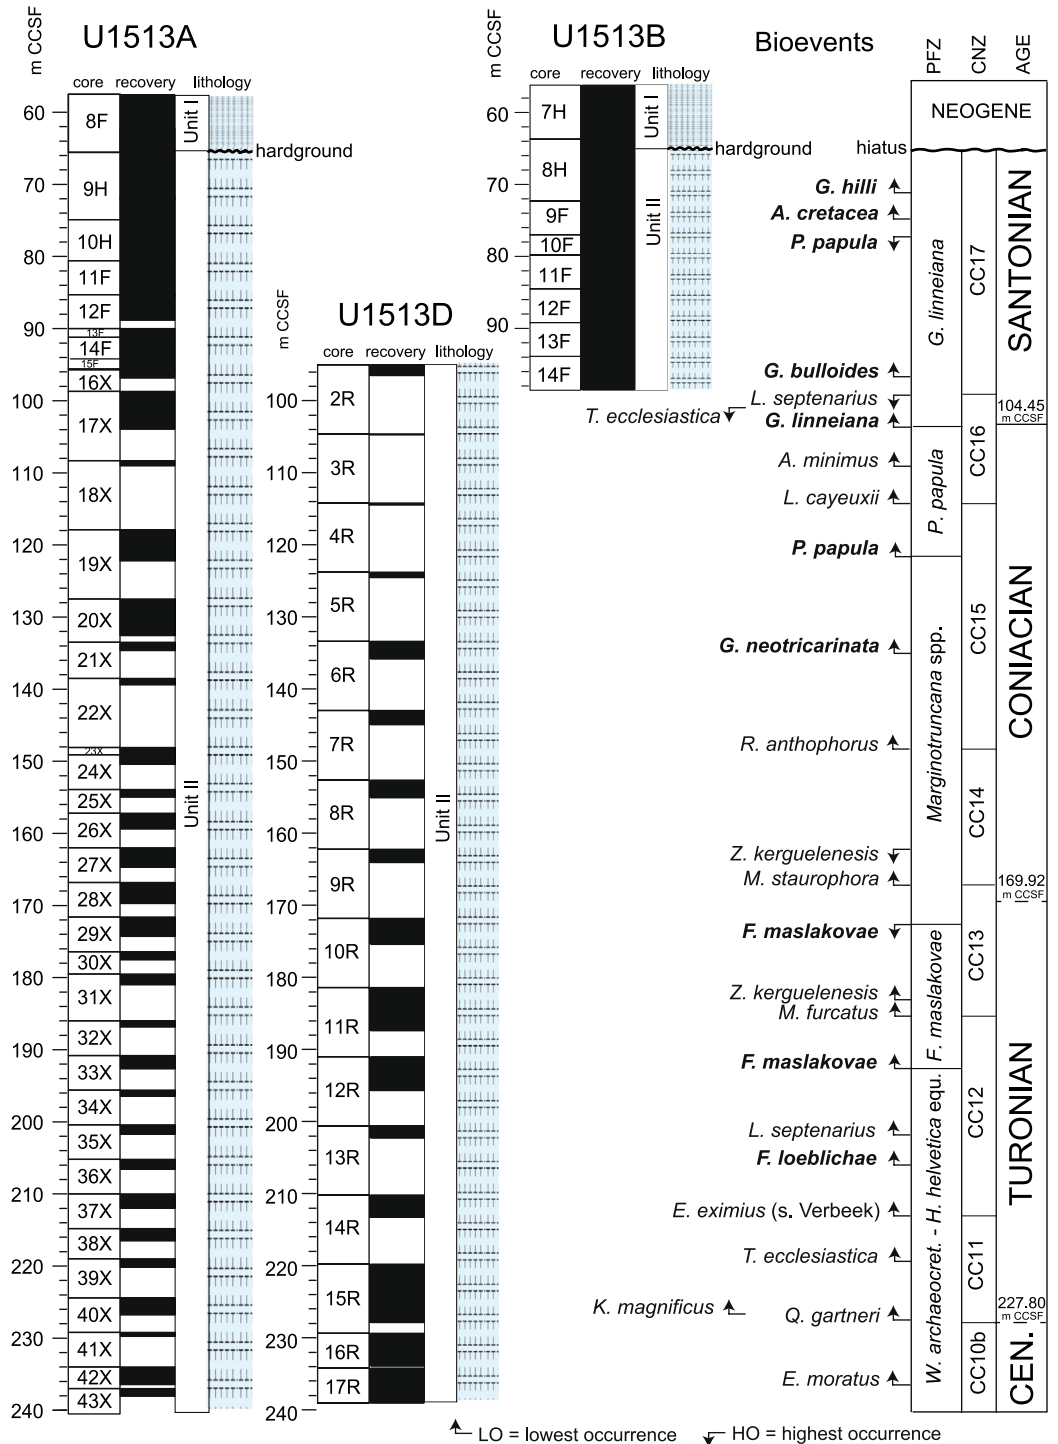 U1513A
m CCSF
core recovery lithology
60
70
80
90
100
110
120
130
140
150
160
170
180
190
200
210
220
230
240
8F
9H
10H
11F
12F
13F
14F
15F
16X
17X
18X
19X
20X
21X
22X
23X
24X
25X
26X
27X
28X
29X
30X
31X
32X
33X
34X
35X
36X
37X
38X
39X
40X
41X
42X
43X
Unit I
Unit II
hardground
U1513D
m CCSF
core recovery lithology
100
110
120
130
140
150
160
170
180
190
200
210
220
230
240
2R
3R
4R
5R
6R
7R
8R
9R
10R
11R
12R
13R
14R
15R
16R
17R
Unit II
U1513B
m CCSF
core recovery lithology
60
70
80
90
7H
8H
9F
10F
11F
12F
13F
14F
Unit I
Unit II
hardground
Bioevents
hiatus
G. hilli
A. cretacea
P. papula
G. bulloides
L. septenarius
T. ecclesiastica
G. linneiana
A. minimus
L. cayeuxii
P. papula
G. neotricarinata
R. anthophorus
Z. kerguelenesis
M. staurophora
F. maslakovae
Z. kerguelenesis
M. furcatus
F. maslakovae
L. septenarius
F. loeblichae
E. eximius (s. Verbeek)
T. ecclesiastica
K. magnificus
Q. gartneri
E. moratus
PFZ
CNZ
AGE
NEOGENE
G. linneiana
P. papula
Marginotruncana spp.
F. maslakovae
W. archaeocret. - H. helvetica equ.
CC17
CC16
CC15
CC14
CC13
CC12
CC11
CC10b
SANTONIAN
104.45
m CCSF
CONIACIAN
169.92
m CCSF
TURONIAN
227.80
m CCSF
CEN.
LO = lowest occurrence
HO = highest occurrence